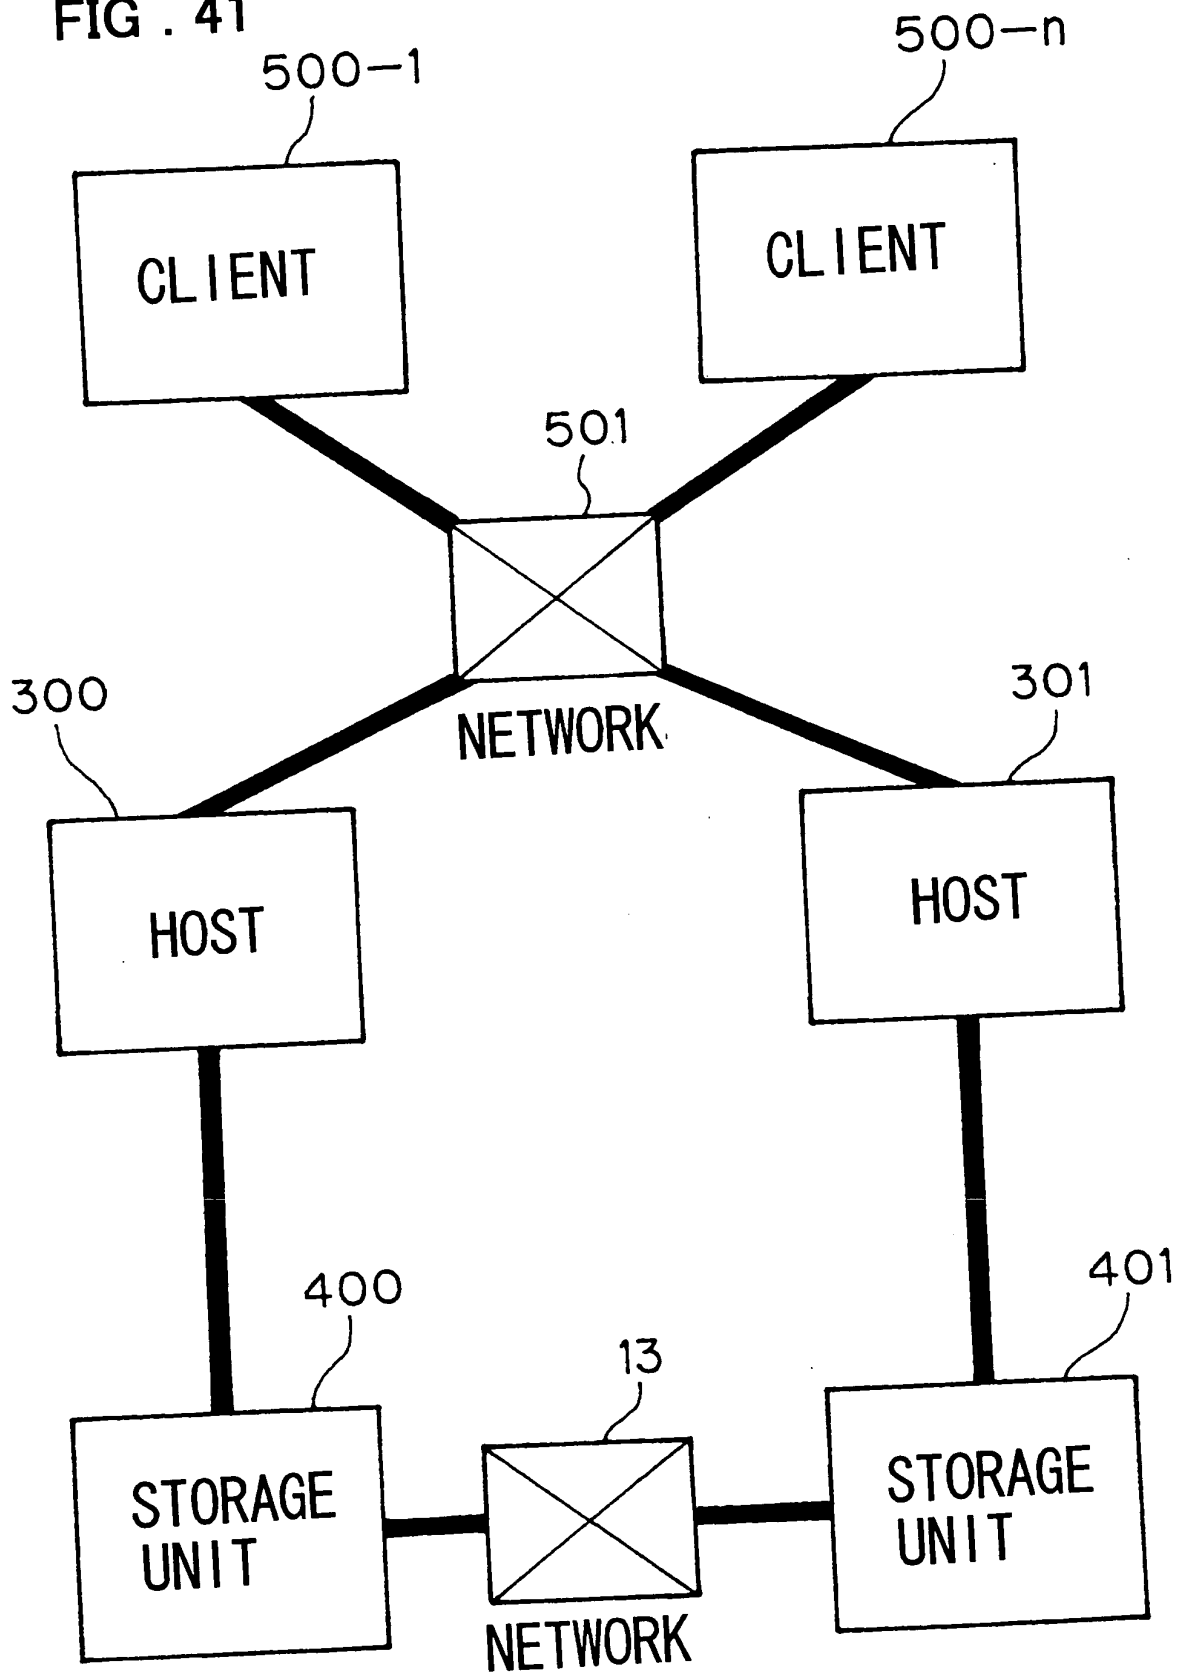 FIG . 41
500-1
500-n
CLIENT
CLIENT
501
NETWORK
300
301
HOST
HOST
400
401
13
STORAGE
UNIT
STORAGE
UNIT
NETWORK